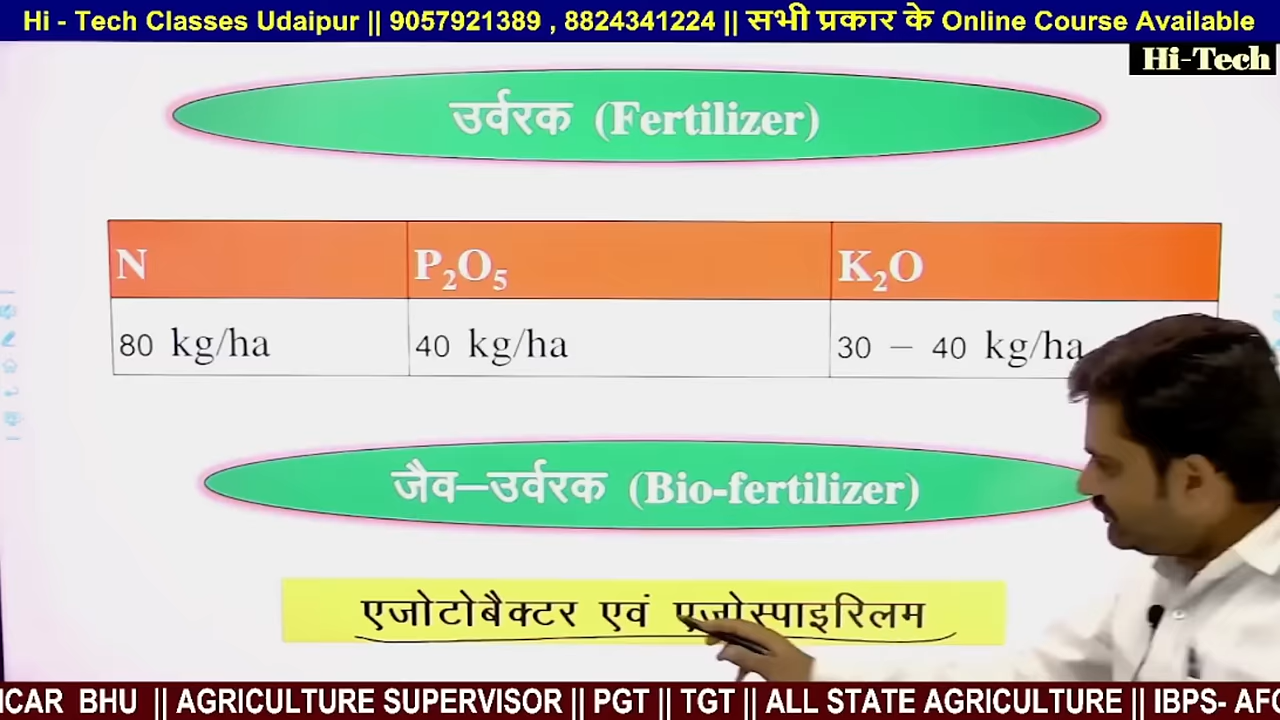 Hi - Tech Classes Udaipur || 9057921389 , 8824341224 || सभी प्रकार के Online Course Available
Hi-Tech
उर्वरक (Fertilizer)
N P₂O₅ K₂O
80 kg/ha 40 kg/ha 30 – 40 kg/ha
जैव–उर्वरक (Bio-fertilizer)
एजोटोबैक्टर एवं एजोस्पाइरिलम
ICAR BHU || AGRICULTURE SUPERVISOR || PGT || TGT || ALL STATE AGRICULTURE || IBPS- AFO